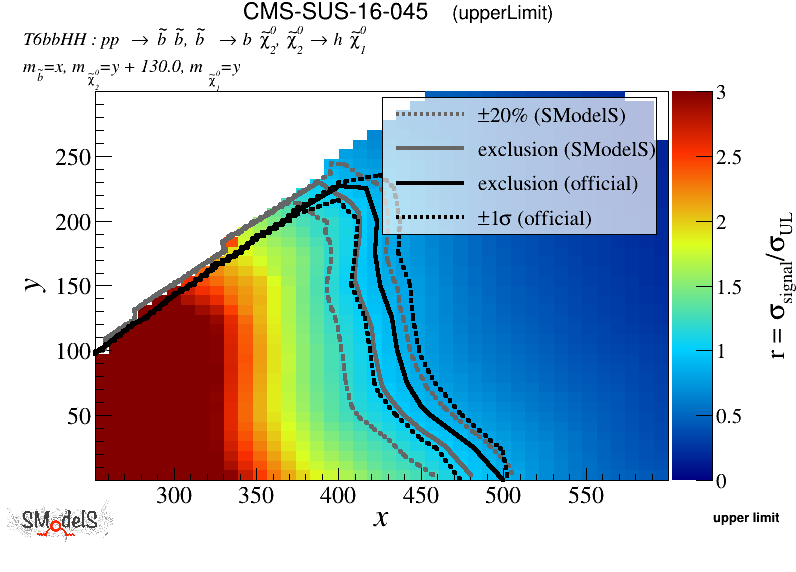 CMS-SUS-16-045 (upperLimit)
T6bbHH : pp → b̃ b̃, b̃ → b χ̃⁰₂, χ̃⁰₂ → h χ̃⁰₁
m_b̃=x, m_χ̃⁰₂=y + 130.0, m_χ̃⁰₁=y
±20% (SModelS)
exclusion (SModelS)
exclusion (official)
±1σ (official)
y
250
200
150
100
50
300 350 400 450 500 550
x
3
2.5
2
1.5
1
0.5
0
r = σ_signal/σ_UL
SModelS
upper limit